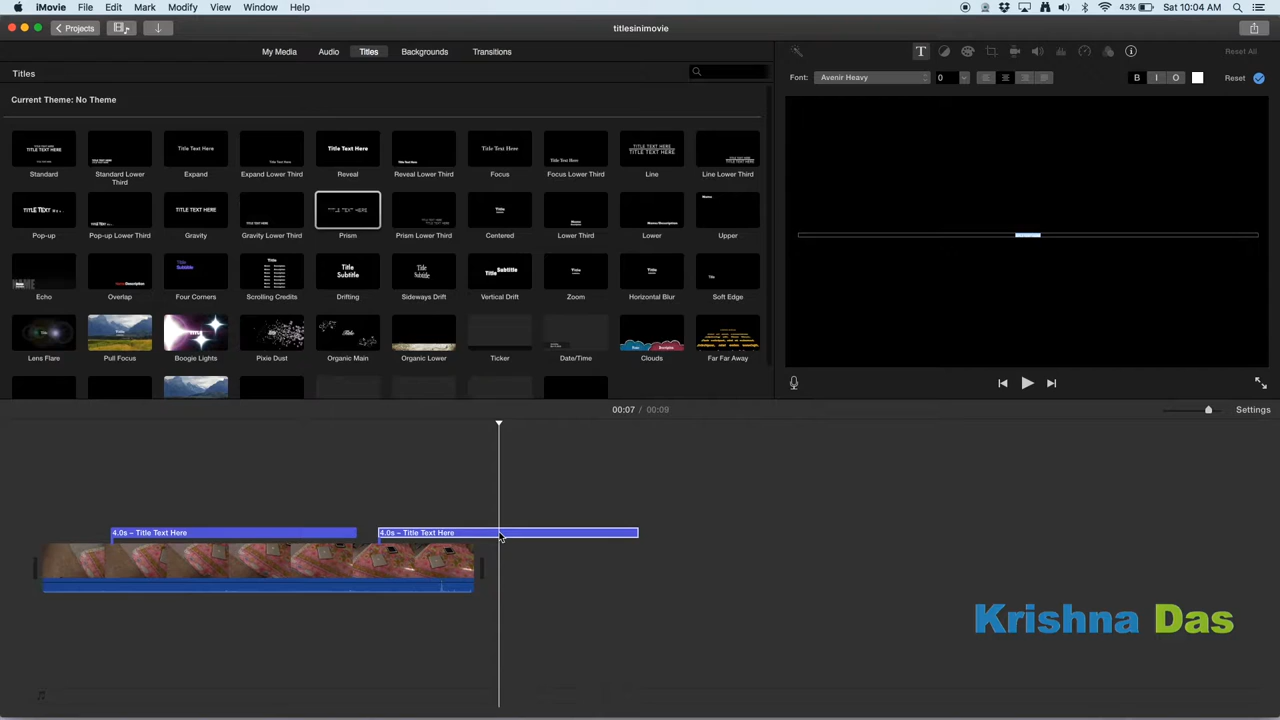 iMovie File Edit Mark Modify View Window Help
43% Sat 10:04 AM
Projects
titlesinimovie
My Media Audio Titles Backgrounds Transitions
Reset All
Titles
Font: Avenir Heavy 0 B I O Reset
Current Theme: No Theme
Standard
Standard Lower Third
Expand
Expand Lower Third
Reveal
Reveal Lower Third
Focus
Focus Lower Third
Line
Line Lower Third
Pop-up
Pop-up Lower Third
Gravity
Gravity Lower Third
Prism
Prism Lower Third
Centered
Lower Third
Lower
Upper
Echo
Overlap
Four Corners
Scrolling Credits
Drifting
Sideways Drift
Vertical Drift
Zoom
Horizontal Blur
Soft Edge
Lens Flare
Pull Focus
Boogie Lights
Pixie Dust
Organic Main
Organic Lower
Ticker
Date/Time
Clouds
Far Far Away
00:07 / 00:09
Settings
4.0s – Title Text Here
4.0s – Title Text Here
Krishna Das